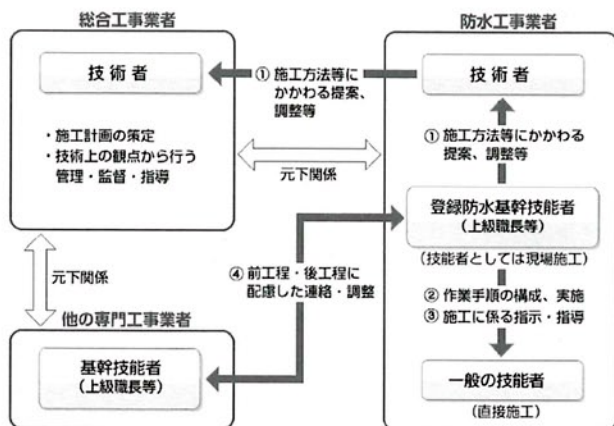 総合工事業者
技術者
・施工計画の策定
・技術上の観点から行う
管理・監督・指導
① 施工方法等に
かかわる提案、
調整等
元下関係
防水工事業者
技術者
① 施工方法等にかかわる
提案、調整等
登録防水基幹技能者
(上級職長等)
(技能者としては現場施工)
② 作業手順の構成、実施
③ 施工に係る指示・指導
一般の技能者
(直接施工)
④ 前工程・後工程に
配慮した連絡・調整
元下関係
他の専門工事業者
基幹技能者
(上級職長等)